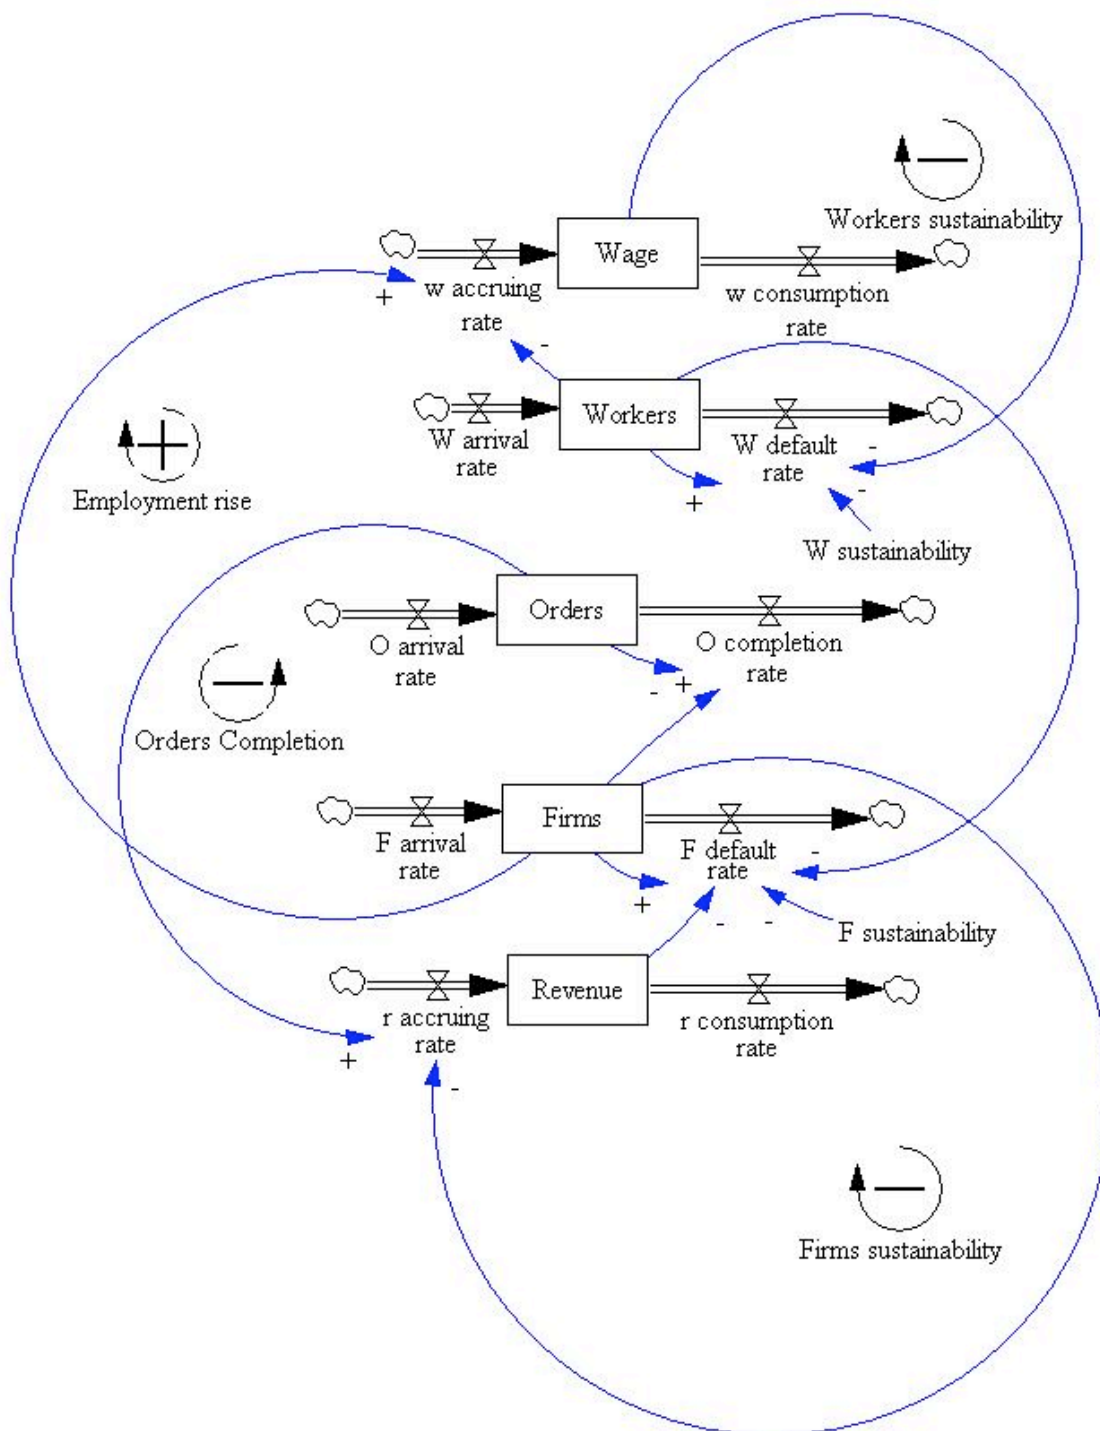 Workers sustainability
Wage
w accruing
rate
w consumption
rate
+
-
Workers
W arrival
rate
W default
rate
-
-
+
W sustainability
+
Employment rise
Orders
O arrival
rate
O completion
rate
- +
-
Orders Completion
Firms
F arrival
rate
F default
rate
-
+
-
-
F sustainability
Revenue
r accruing
rate
r consumption
rate
+
-
-
Firms sustainability